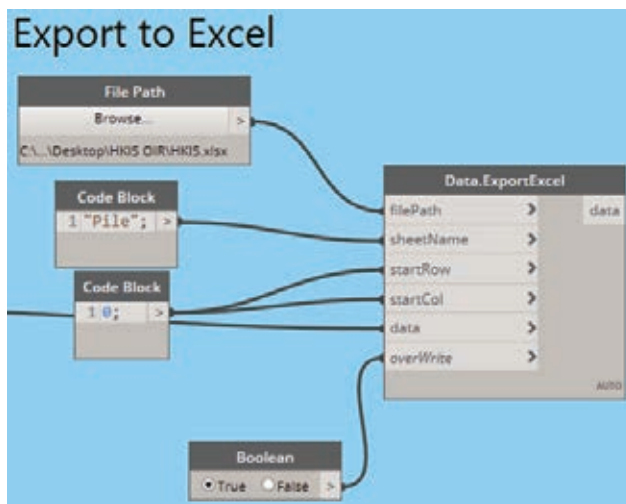 Export to Excel
File Path
Browse... >
C:\...\Desktop\HKIS OIR\HKIS.xlsx
Code Block
1 "Pile"; >
Code Block
1 0; >
Data.ExportExcel
filePath > data
sheetName >
startRow >
startCol >
data >
overWrite >
AUTO
Boolean
True False >